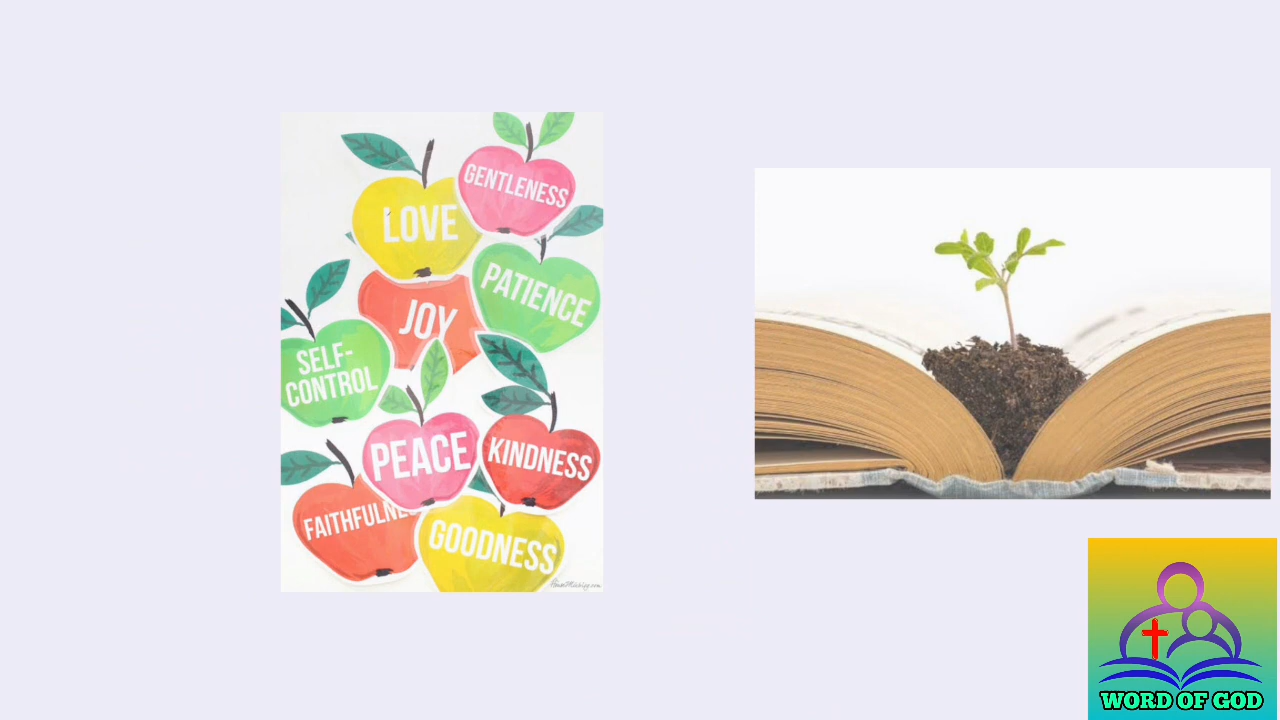 GENTLENESS
LOVE
PATIENCE
JOY
SELF-
CONTROL
PEACE
KINDNESS
GOODNESS
WORD OF GOD